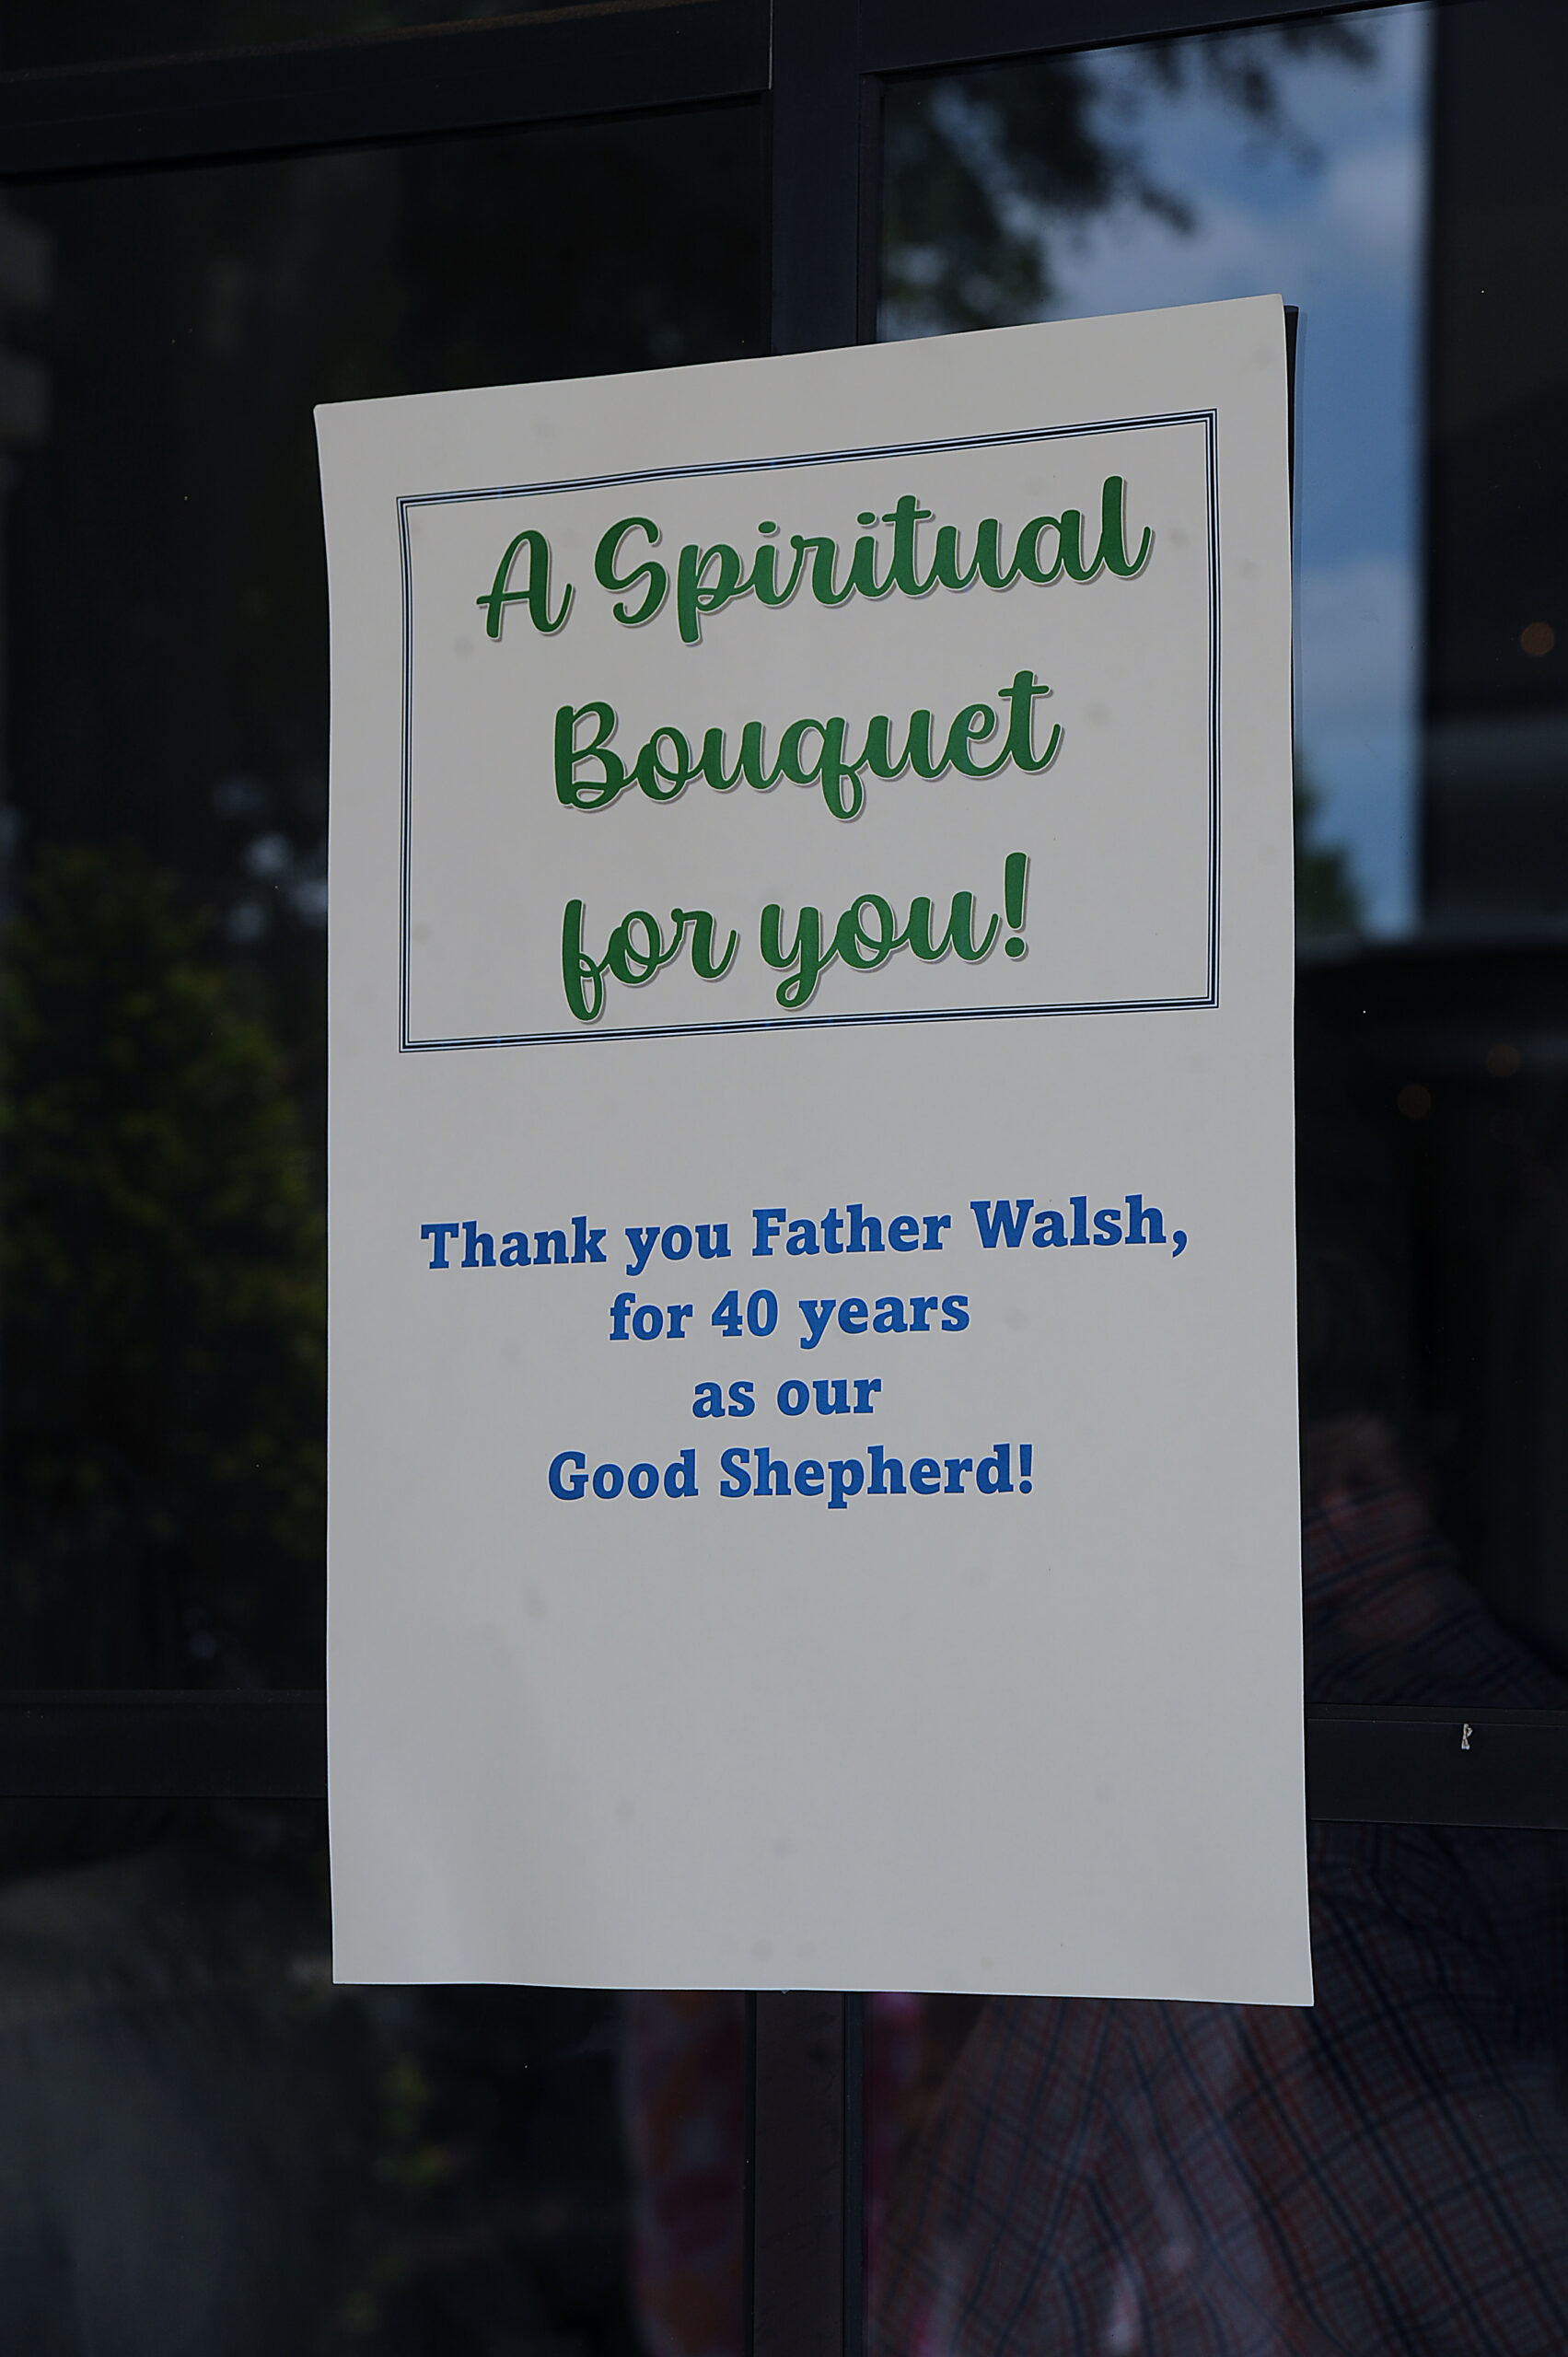 A Spiritual
Bouquet
for you!
Thank you Father Walsh,
for 40 years
as our
Good Shepherd!